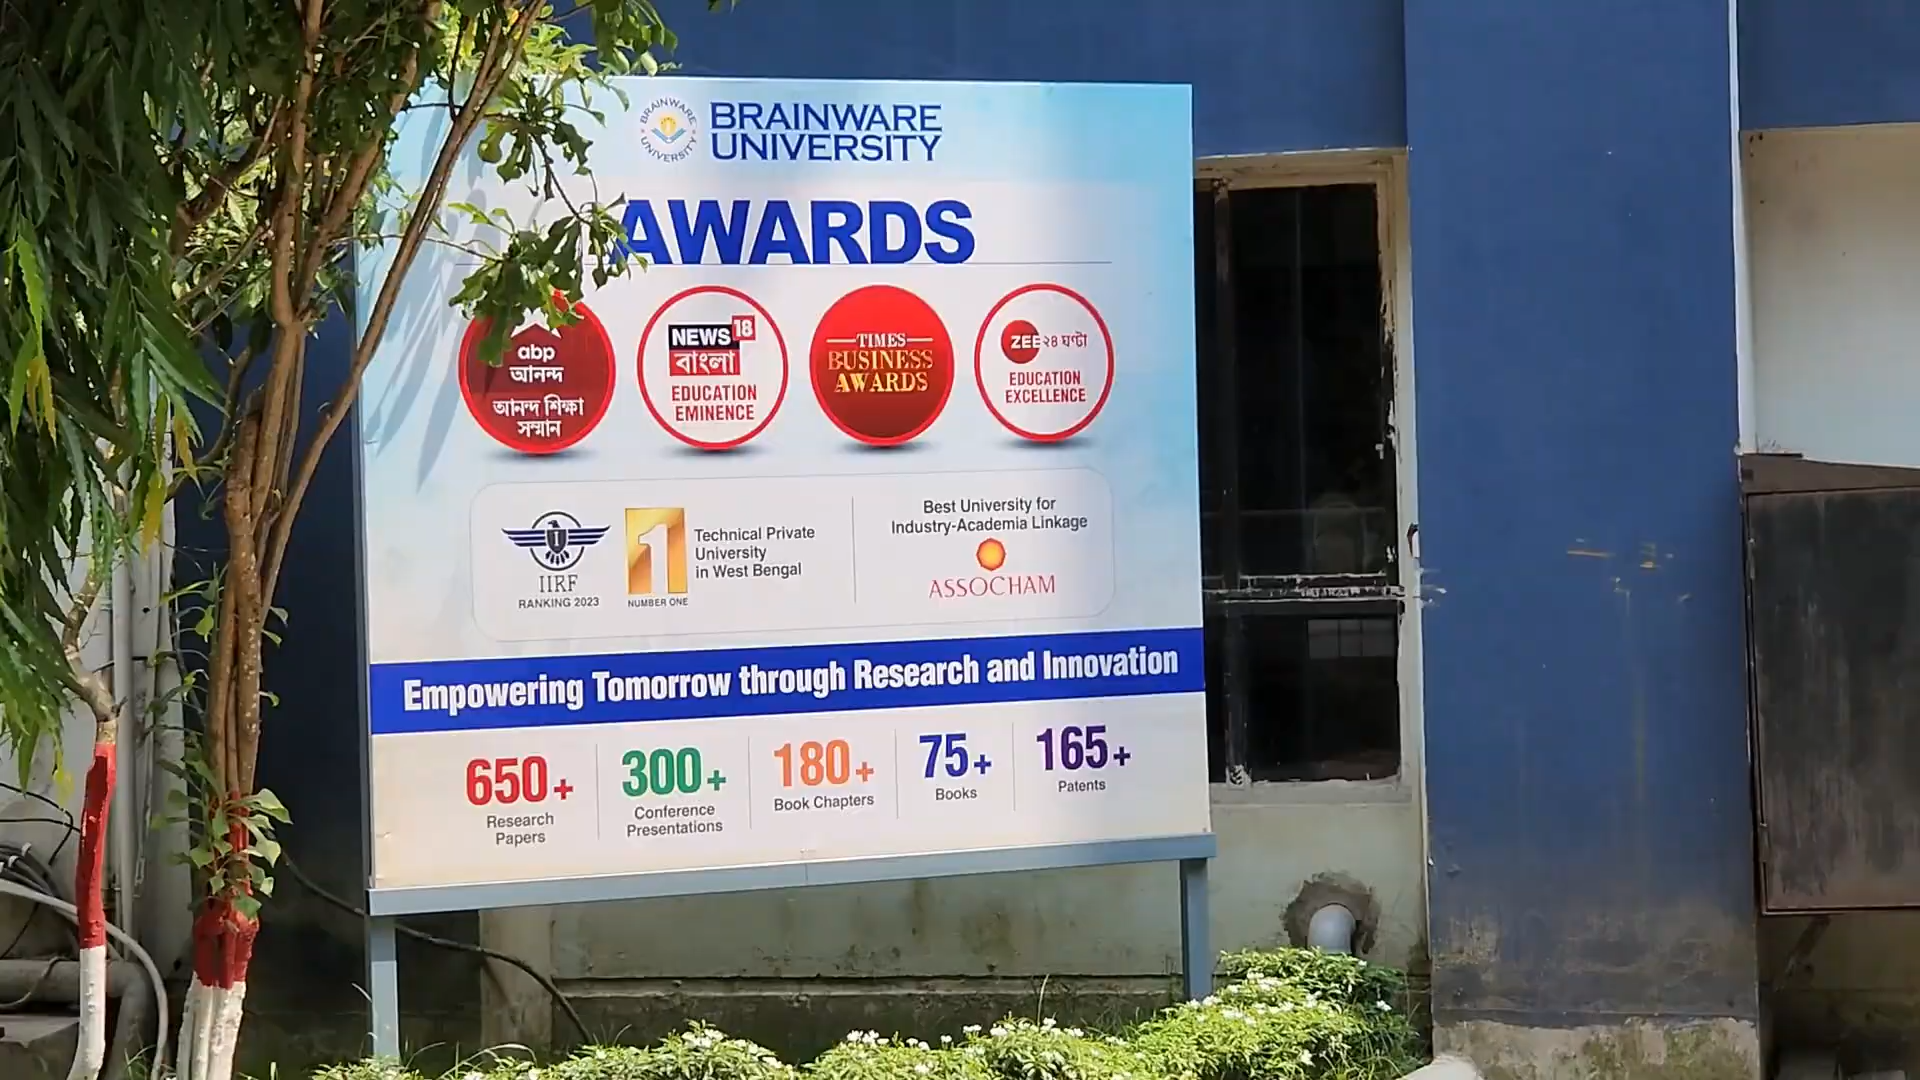 BRAINWARE UNIVERSITY
BRAINWARE
UNIVERSITY
AWARDS
abp
আনন্দ
আনন্দ শিক্ষা
সম্মান
NEWS 18
বাংলা
EDUCATION
EMINENCE
TIMES
BUSINESS
AWARDS
ZEE ২৪ ঘণ্টা
EDUCATION
EXCELLENCE
IIRF
RANKING 2023
1
NUMBER ONE
Technical Private
University
in West Bengal
Best University for
Industry-Academia Linkage
ASSOCHAM
Empowering Tomorrow through Research and Innovation
650+
Research
Papers
300+
Conference
Presentations
180+
Book Chapters
75+
Books
165+
Patents